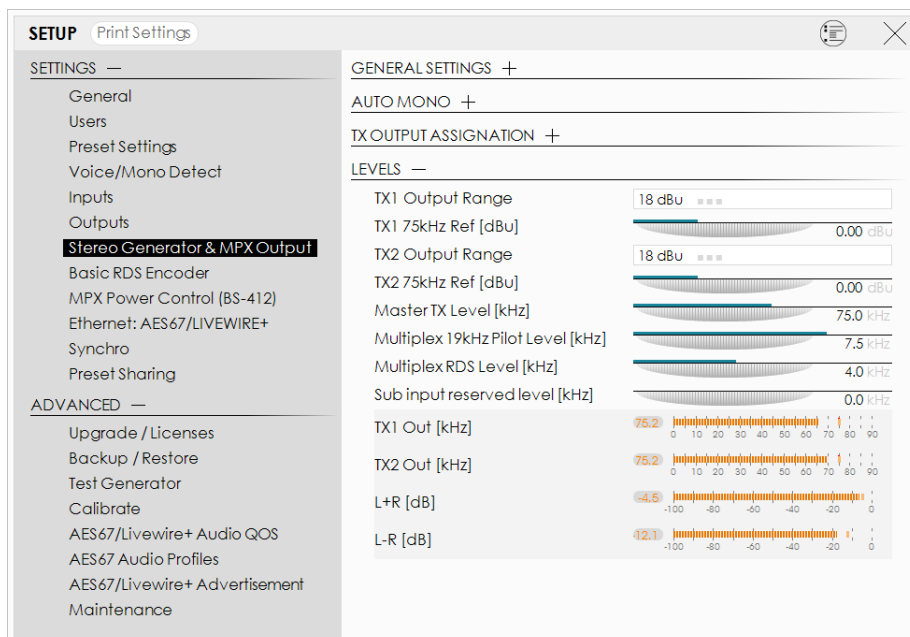 SETUP Print Settings
SETTINGS —
General
Users
Preset Settings
Voice/Mono Detect
Inputs
Outputs
Stereo Generator & MPX Output
Basic RDS Encoder
MPX Power Control (BS-412)
Ethernet: AES67/LIVEWIRE+
Synchro
Preset Sharing
ADVANCED —
Upgrade / Licenses
Backup / Restore
Test Generator
Calibrate
AES67/Livewire+ Audio QOS
AES67 Audio Profiles
AES67/Livewire+ Advertisement
Maintenance
GENERAL SETTINGS +
AUTO MONO +
TX OUTPUT ASSIGNATION +
LEVELS —
TX1 Output Range 18 dBu
TX1 75kHz Ref [dBu] 0.00 dBu
TX2 Output Range 18 dBu
TX2 75kHz Ref [dBu] 0.00 dBu
Master TX Level [kHz] 75.0 kHz
Multiplex 19kHz Pilot Level [kHz] 7.5 kHz
Multiplex RDS Level [kHz] 4.0 kHz
Sub input reserved level [kHz] 0.0 kHz
TX1 Out [kHz] 75.2
0 10 20 30 40 50 60 70 80 90
TX2 Out [kHz] 75.2
0 10 20 30 40 50 60 70 80 90
L+R [dB] -4.5
-100 -80 -60 -40 -20 0
L-R [dB] -12.1
-100 -80 -60 -40 -20 0